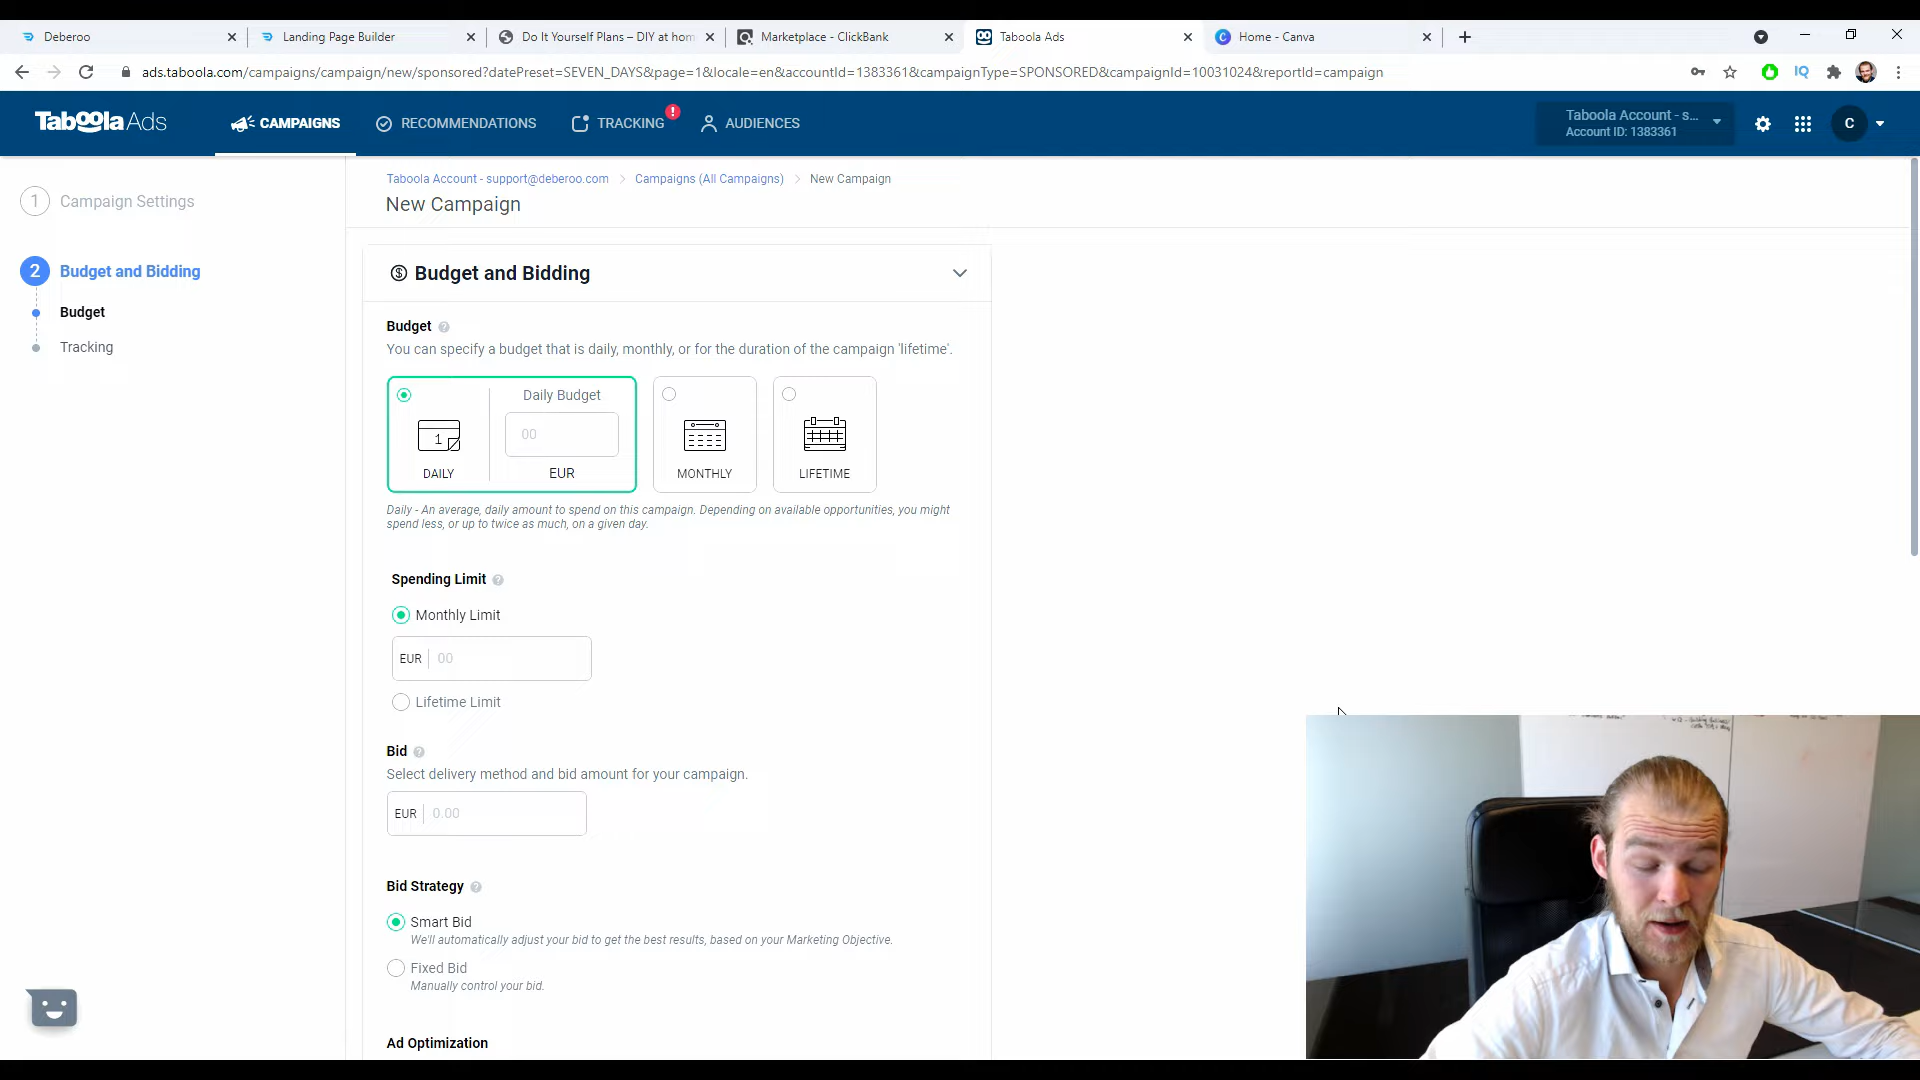 Deberoo
Landing Page Builder
Do It Yourself Plans – DIY at hom
Marketplace - ClickBank
Taboola Ads
Home - Canva
ads.taboola.com/campaigns/campaign/new/sponsored?datePreset=SEVEN_DAYS&page=1&locale=en&accountId=1383361&campaignType=SPONSORED&campaignId=10031024&reportId=campaign
IQ
Taboola Ads
CAMPAIGNS
RECOMMENDATIONS
TRACKING
!
AUDIENCES
Taboola Account - s...
Account ID: 1383361
C
1 Campaign Settings
2 Budget and Bidding
Budget
Tracking
Taboola Account - support@deberoo.com > Campaigns (All Campaigns) > New Campaign
New Campaign
Budget and Bidding
Budget
You can specify a budget that is daily, monthly, or for the duration of the campaign 'lifetime'.
1
DAILY
Daily Budget
00
EUR
MONTHLY
LIFETIME
Daily - An average, daily amount to spend on this campaign. Depending on available opportunities, you might
spend less, or up to twice as much, on a given day.
Spending Limit
Monthly Limit
EUR 00
Lifetime Limit
Bid
Select delivery method and bid amount for your campaign.
EUR 0.00
Bid Strategy
Smart Bid
We'll automatically adjust your bid to get the best results, based on your Marketing Objective.
Fixed Bid
Manually control your bid.
Ad Optimization